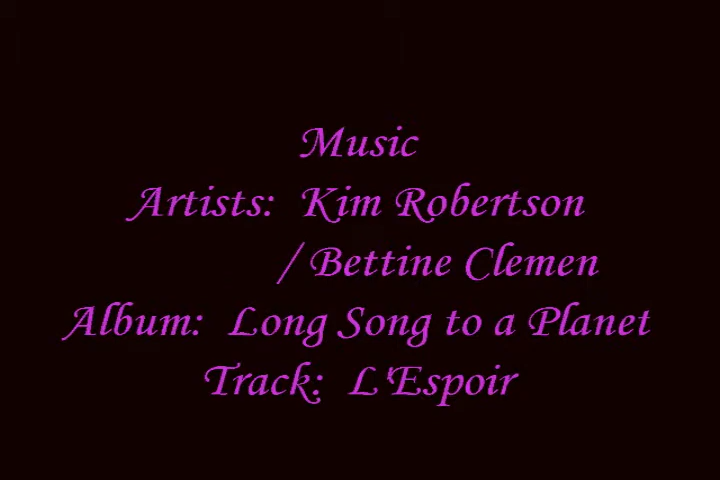 Music
Artists: Kim Robertson
/ Bettine Clemen
Album: Long Song to a Planet
Track: L'Espoir